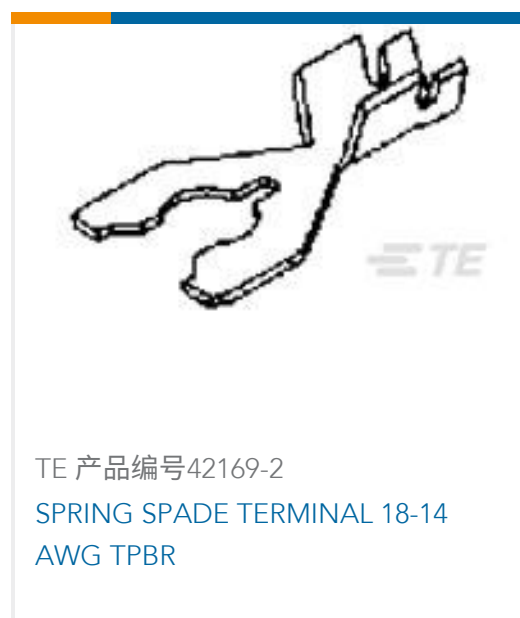 TE
TE 产品编号42169-2
SPRING SPADE TERMINAL 18-14
AWG TPBR